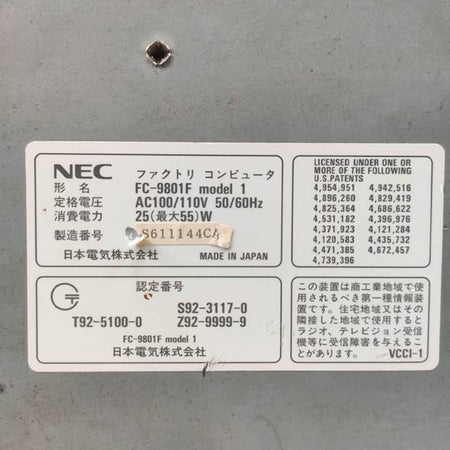 NEC ファクトリ コンピュータ
形 名 FC-9801F model 1
定格電圧 AC100/110V 50/60Hz
消費電力 25(最大55)W
製造番号 S611144CA
日本電気株式会社 MADE IN JAPAN
LICENSED UNDER ONE OR
MORE OF THE FOLLOWING
U.S.PATENTS
4,954,951 4,942,516
4,896,260 4,829,419
4,825,364 4,686,622
4,531,182 4,396,976
4,371,923 4,121,284
4,120,583 4,435,732
4,471,385 4,672,457
4,739,396
認定番号
S92-3117-0
T92-5100-0 Z92-9999-9
FC-9801F model 1
日本電気株式会社
この装置は商工業地域で使
用されるべき第一種情報装置
です。住宅地域又はその
隣接した地域で使用すると
ラジオ、テレビジョン受信
機等に受信障害を与えるこ
とがあります。 VCCI-1